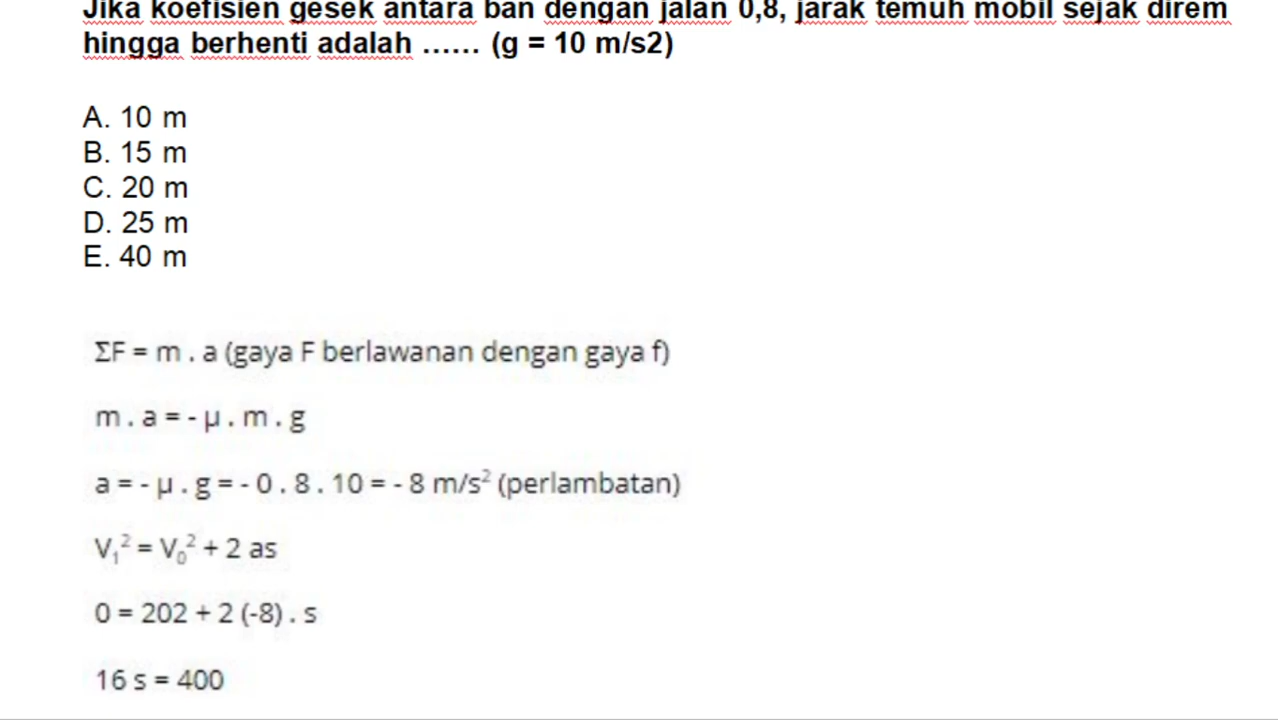 Jika koefisien gesek antara ban dengan jalan 0,8, jarak temuh mobil sejak direm
hingga berhenti adalah ...... (g = 10 m/s2)
A. 10 m
B. 15 m
C. 20 m
D. 25 m
E. 40 m
ΣF = m . a (gaya F berlawanan dengan gaya f)
m . a = - μ . m . g
a = - μ . g = - 0 . 8 . 10 = - 8 m/s² (perlambatan)
V₁² = V₀² + 2 as
0 = 202 + 2 (-8) . s
16 s = 400